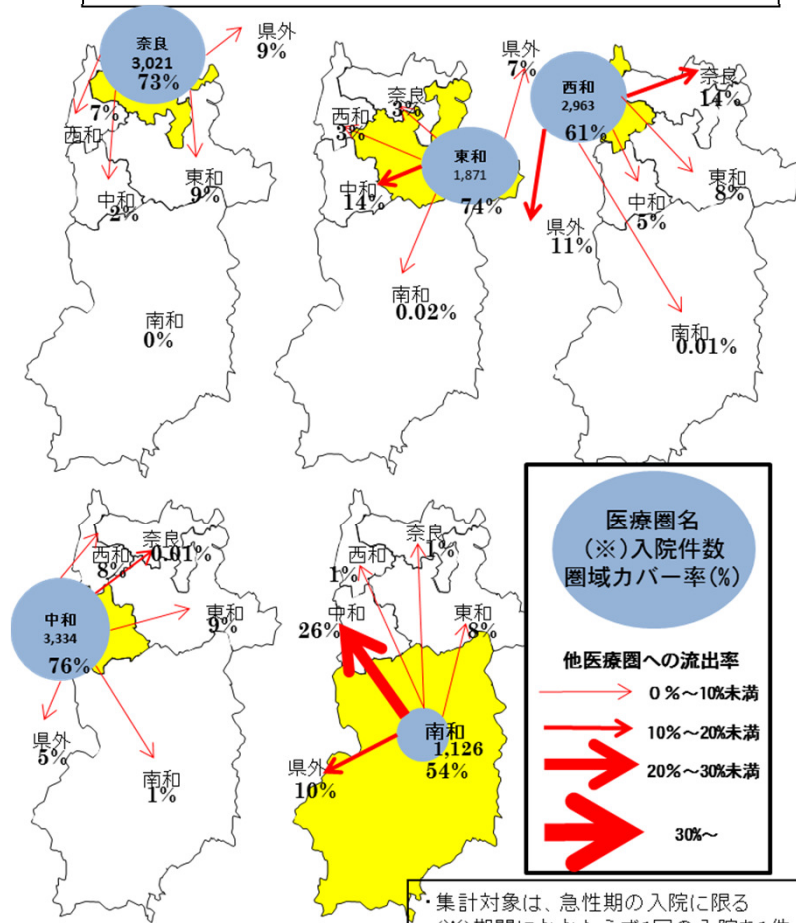 奈良
3,021
73%
県外
9%
7%
西和
中和
2%
東和
9%
南和
0%
県外
7%
奈良
3%
西和
3%
東和
1,871
74%
中和
14%
南和
0.02%
西和
2,963
61%
奈良
14%
東和
8%
中和
5%
県外
11%
南和
0.01%
中和
3,334
76%
西和
8%
奈良
0.01%
東和
9%
県外
5%
南和
1%
奈良
1%
西和
1%
中和
26%
東和
8%
南和
1,126
54%
県外
10%
医療圏名
(※)入院件数
圏域カバー率(%)
他医療圏への流出率
0%~10%未満
10%~20%未満
20%~30%未満
30%~
・集計対象は、急性期の入院に限る